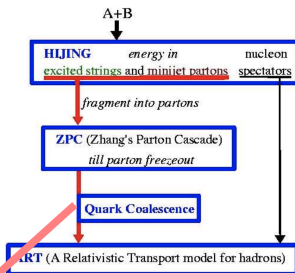 A+B
HIJING energy in nucleon
excited strings and minijet partons spectators
fragment into partons
ZPC (Zhang's Parton Cascade)
till parton freezeout
Quark Coalescence
ART (A Relativistic Transport model for hadrons)